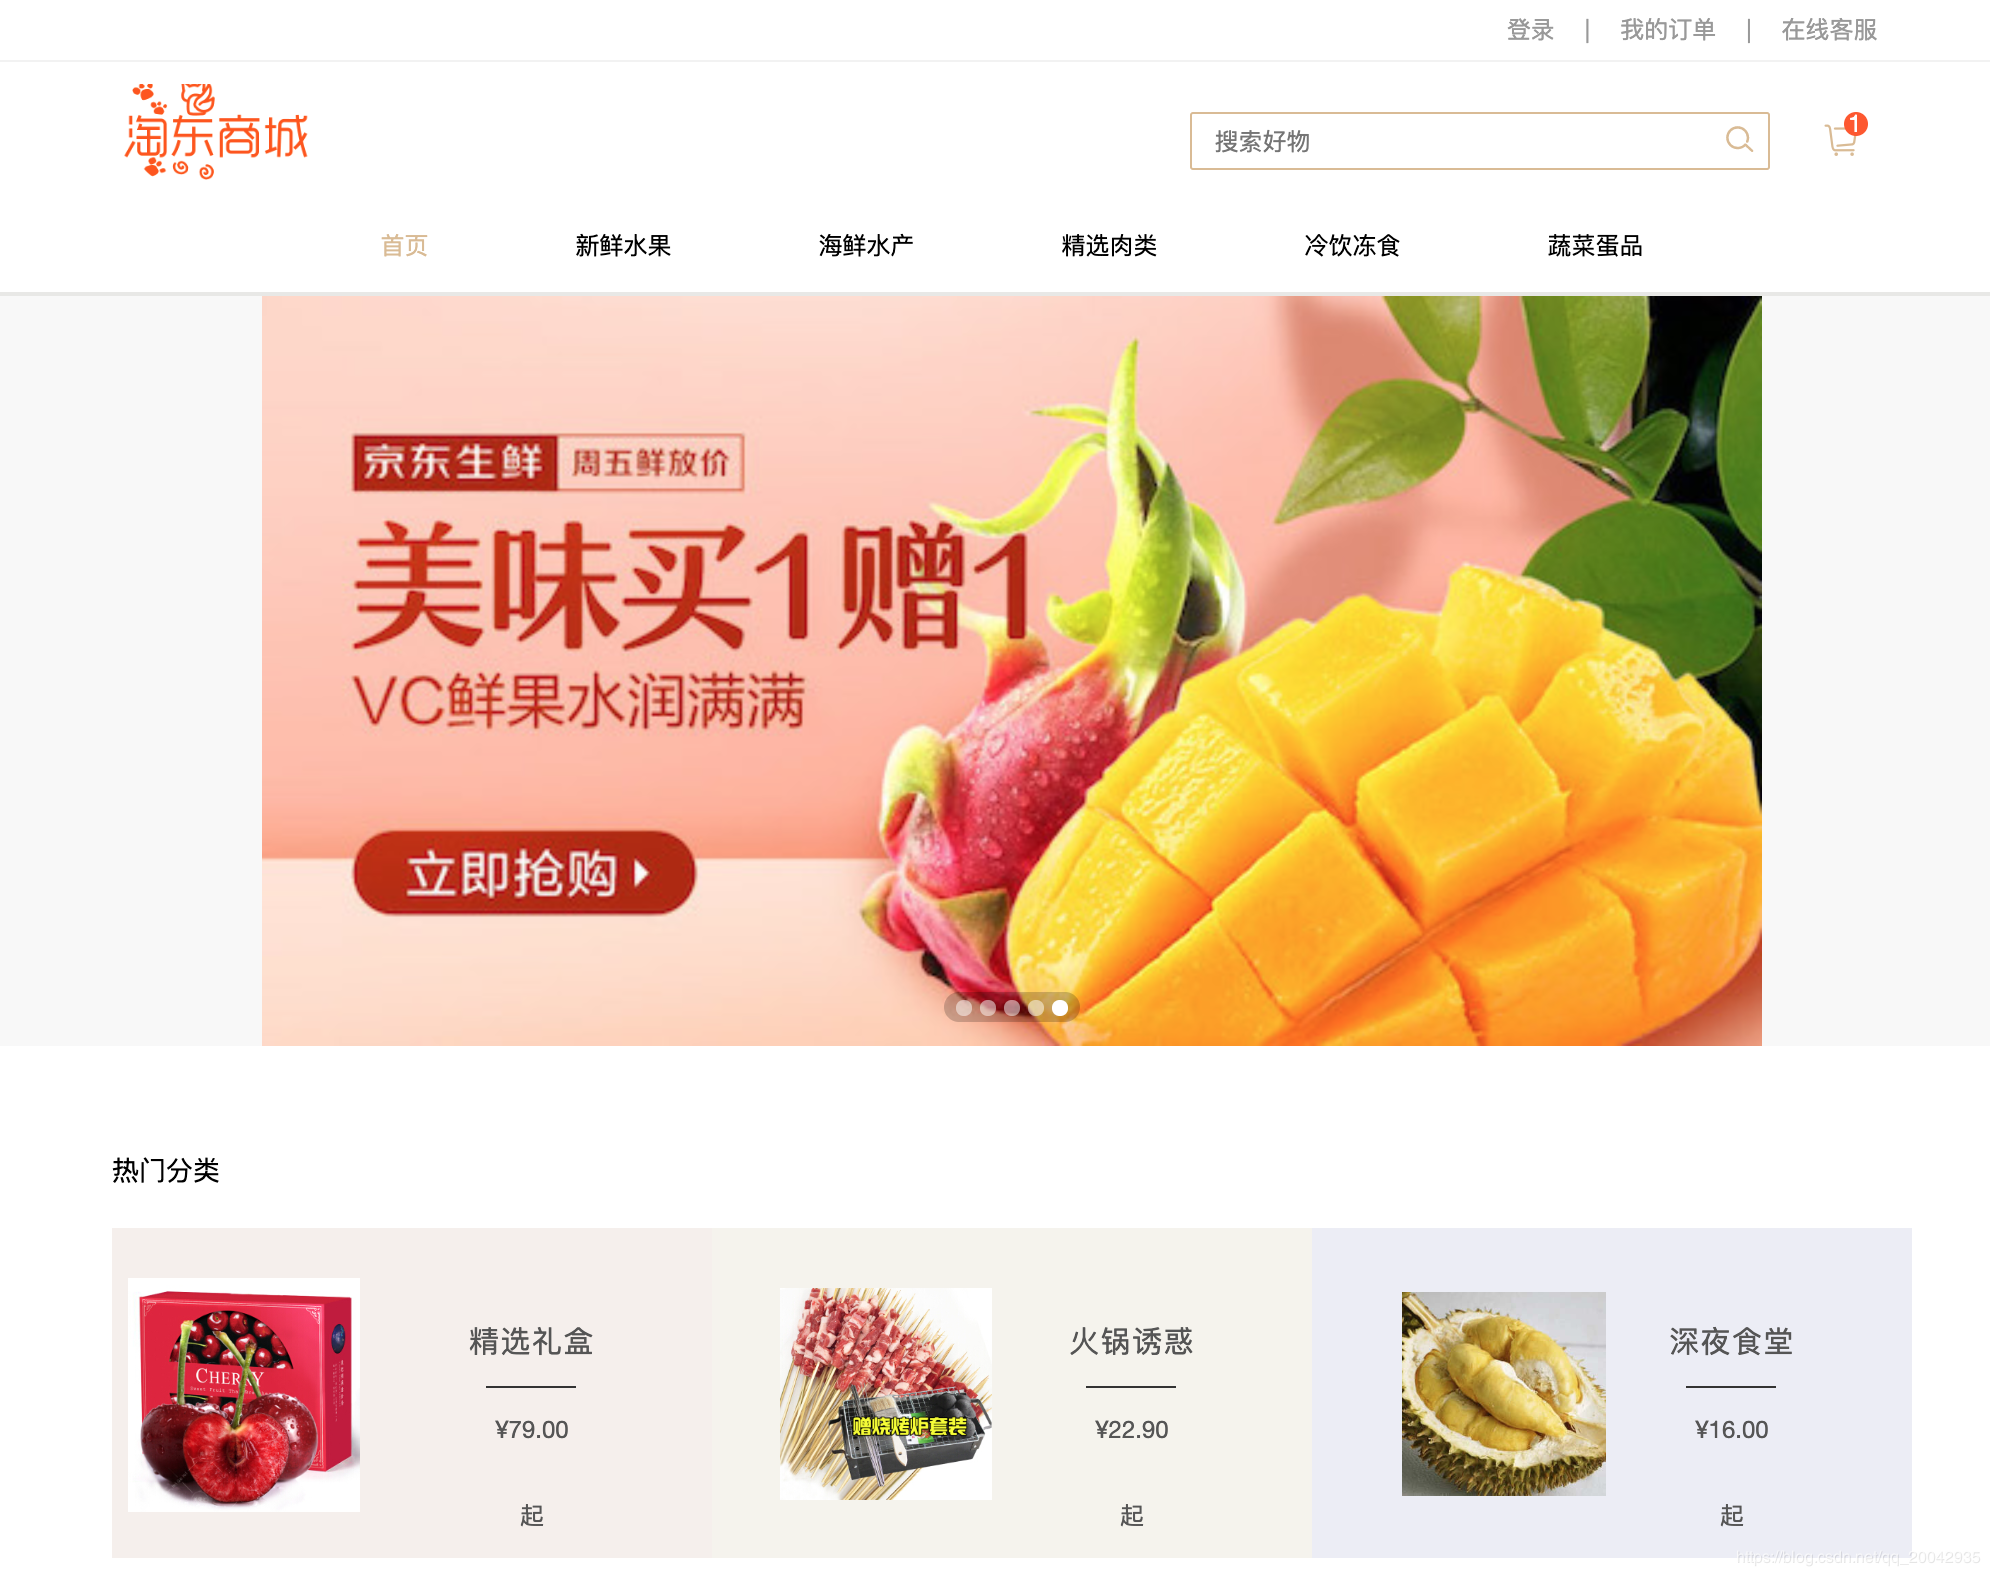 登录 | 我的订单 | 在线客服
淘东商城
搜索好物
1
首页 新鲜水果 海鲜水产 精选肉类 冷饮冻食 蔬菜蛋品
京东生鲜 周五鲜放价
美味买1赠1
VC鲜果水润满满
立即抢购
热门分类
CHERRY
精选礼盒
¥79.00
起
赠烧烤炉套装
火锅诱惑
¥22.90
起
深夜食堂
¥16.00
起
https://blog.csdn.net/qq_20042935